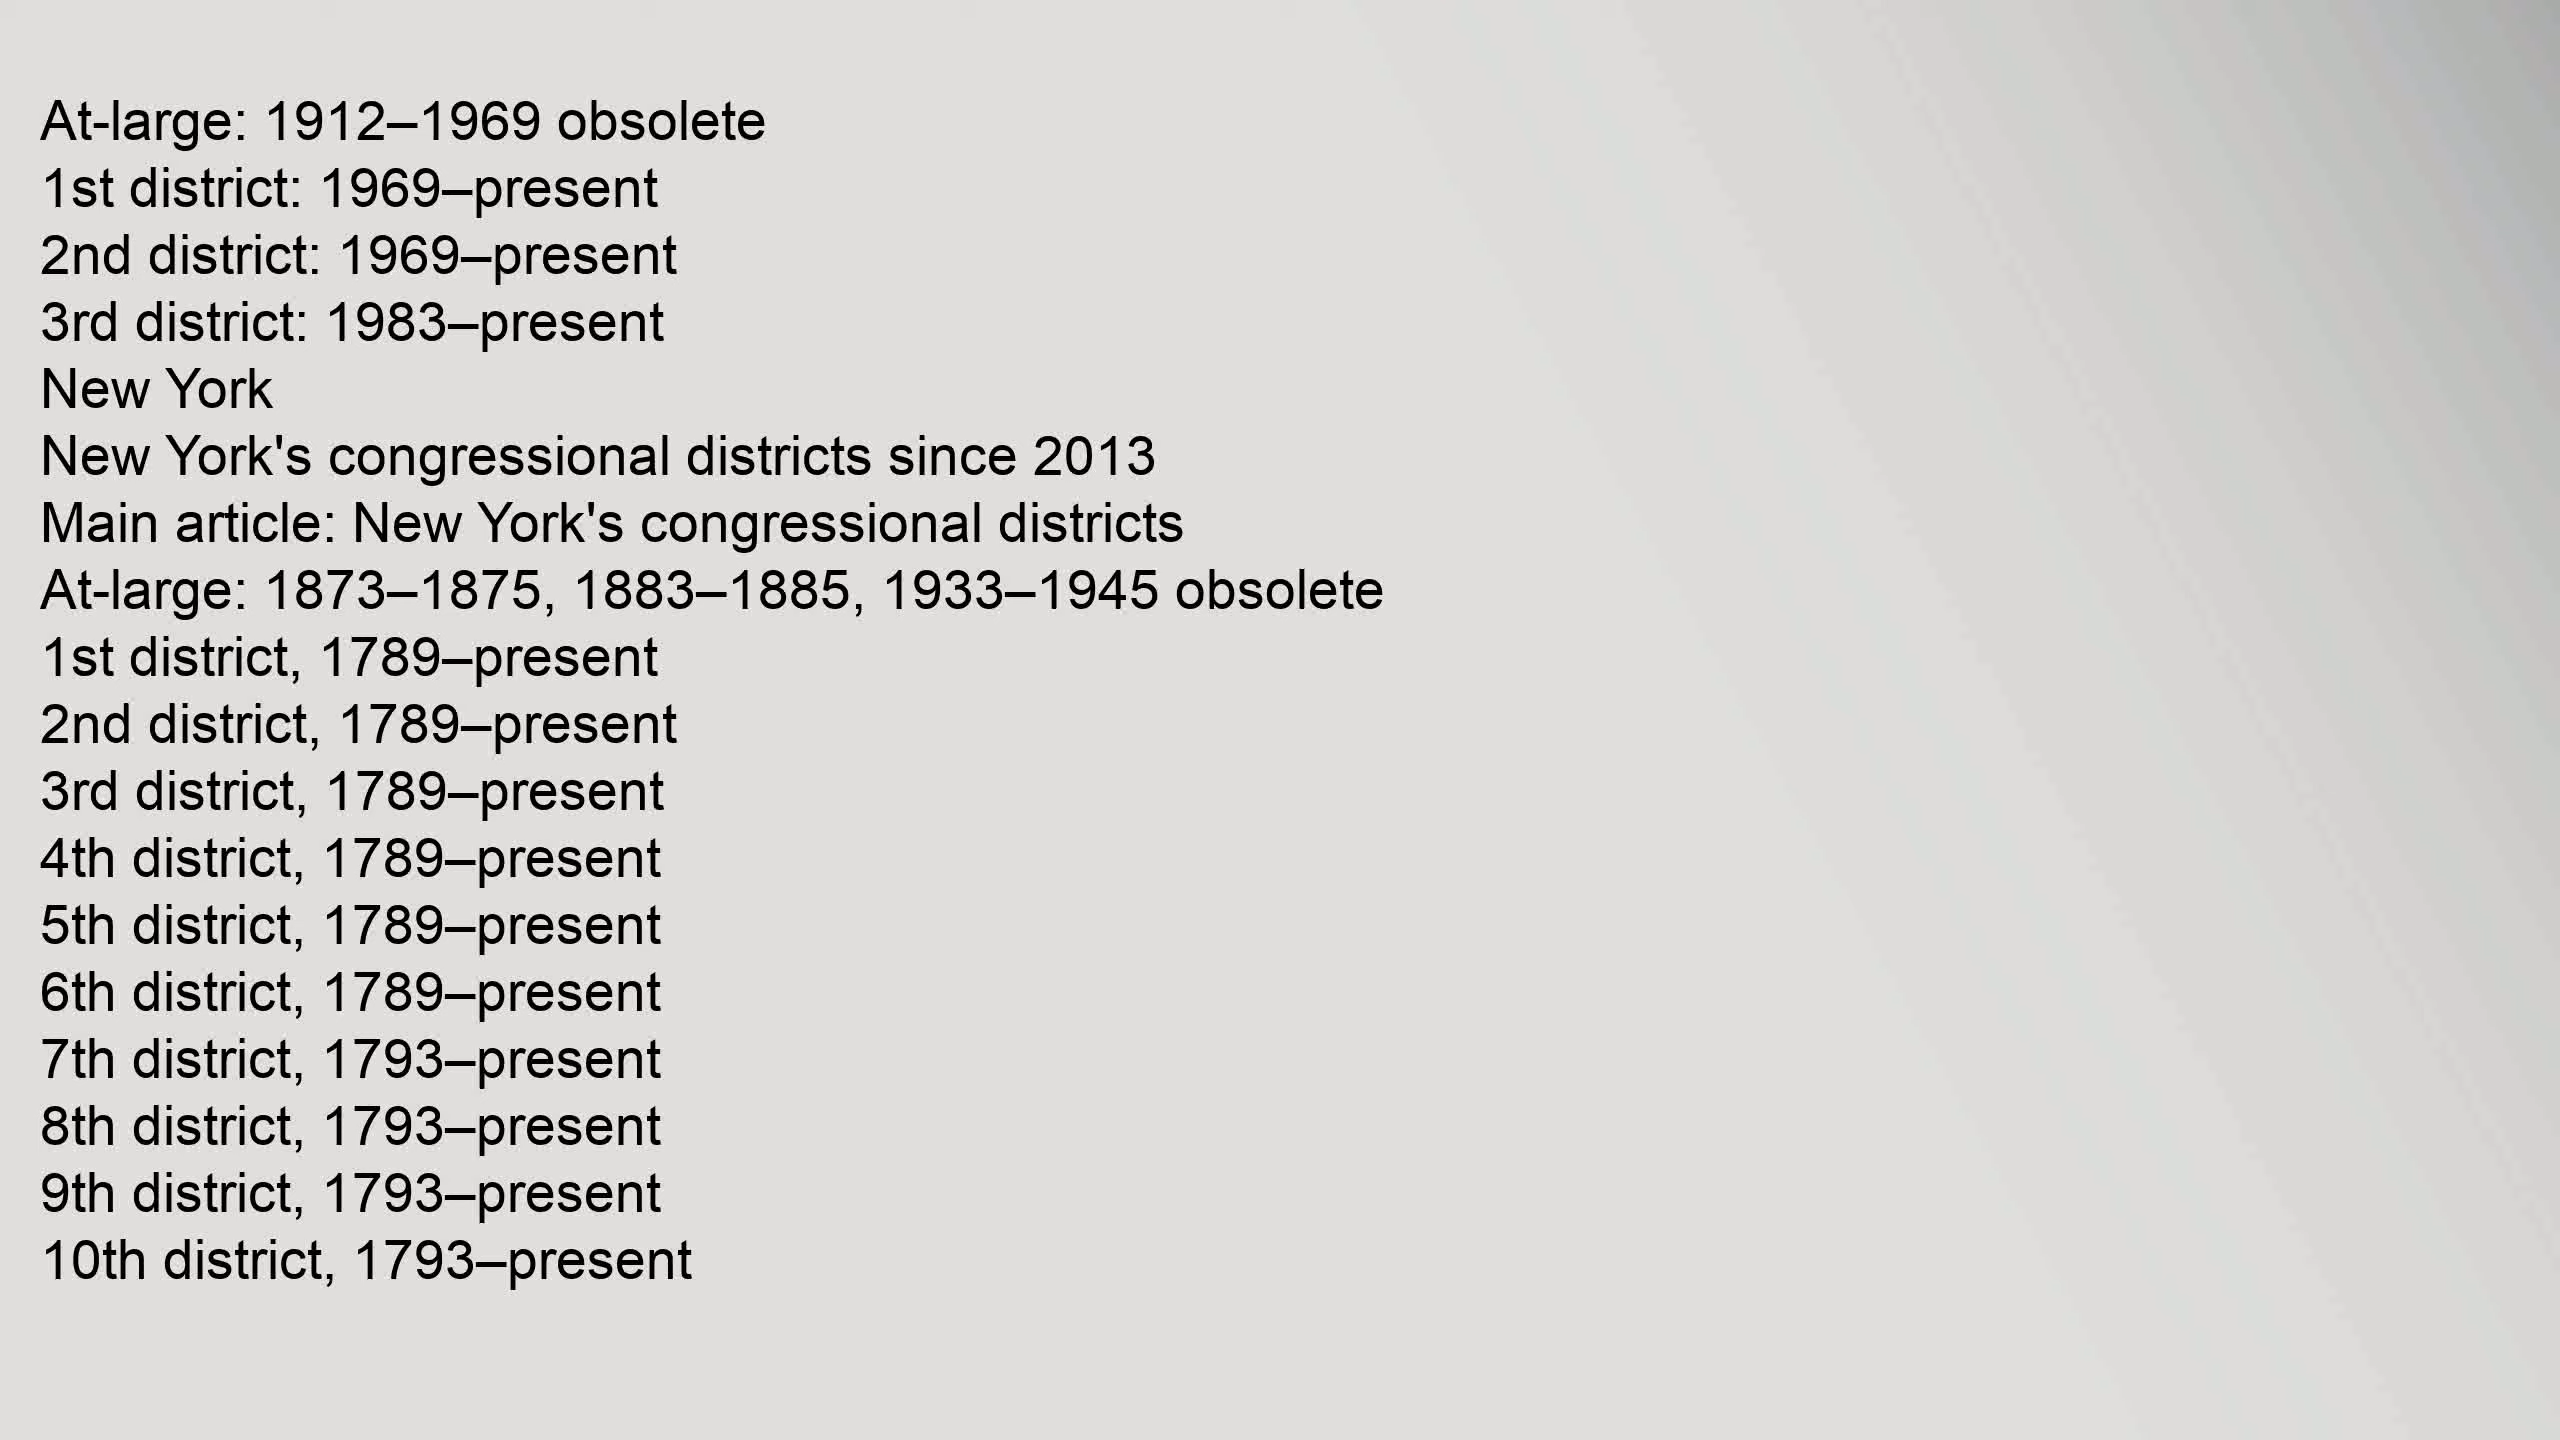 At-large: 1912–1969 obsolete
1st district: 1969–present
2nd district: 1969–present
3rd district: 1983–present
New York
New York's congressional districts since 2013
Main article: New York's congressional districts
At-large: 1873–1875, 1883–1885, 1933–1945 obsolete
1st district, 1789–present
2nd district, 1789–present
3rd district, 1789–present
4th district, 1789–present
5th district, 1789–present
6th district, 1789–present
7th district, 1793–present
8th district, 1793–present
9th district, 1793–present
10th district, 1793–present